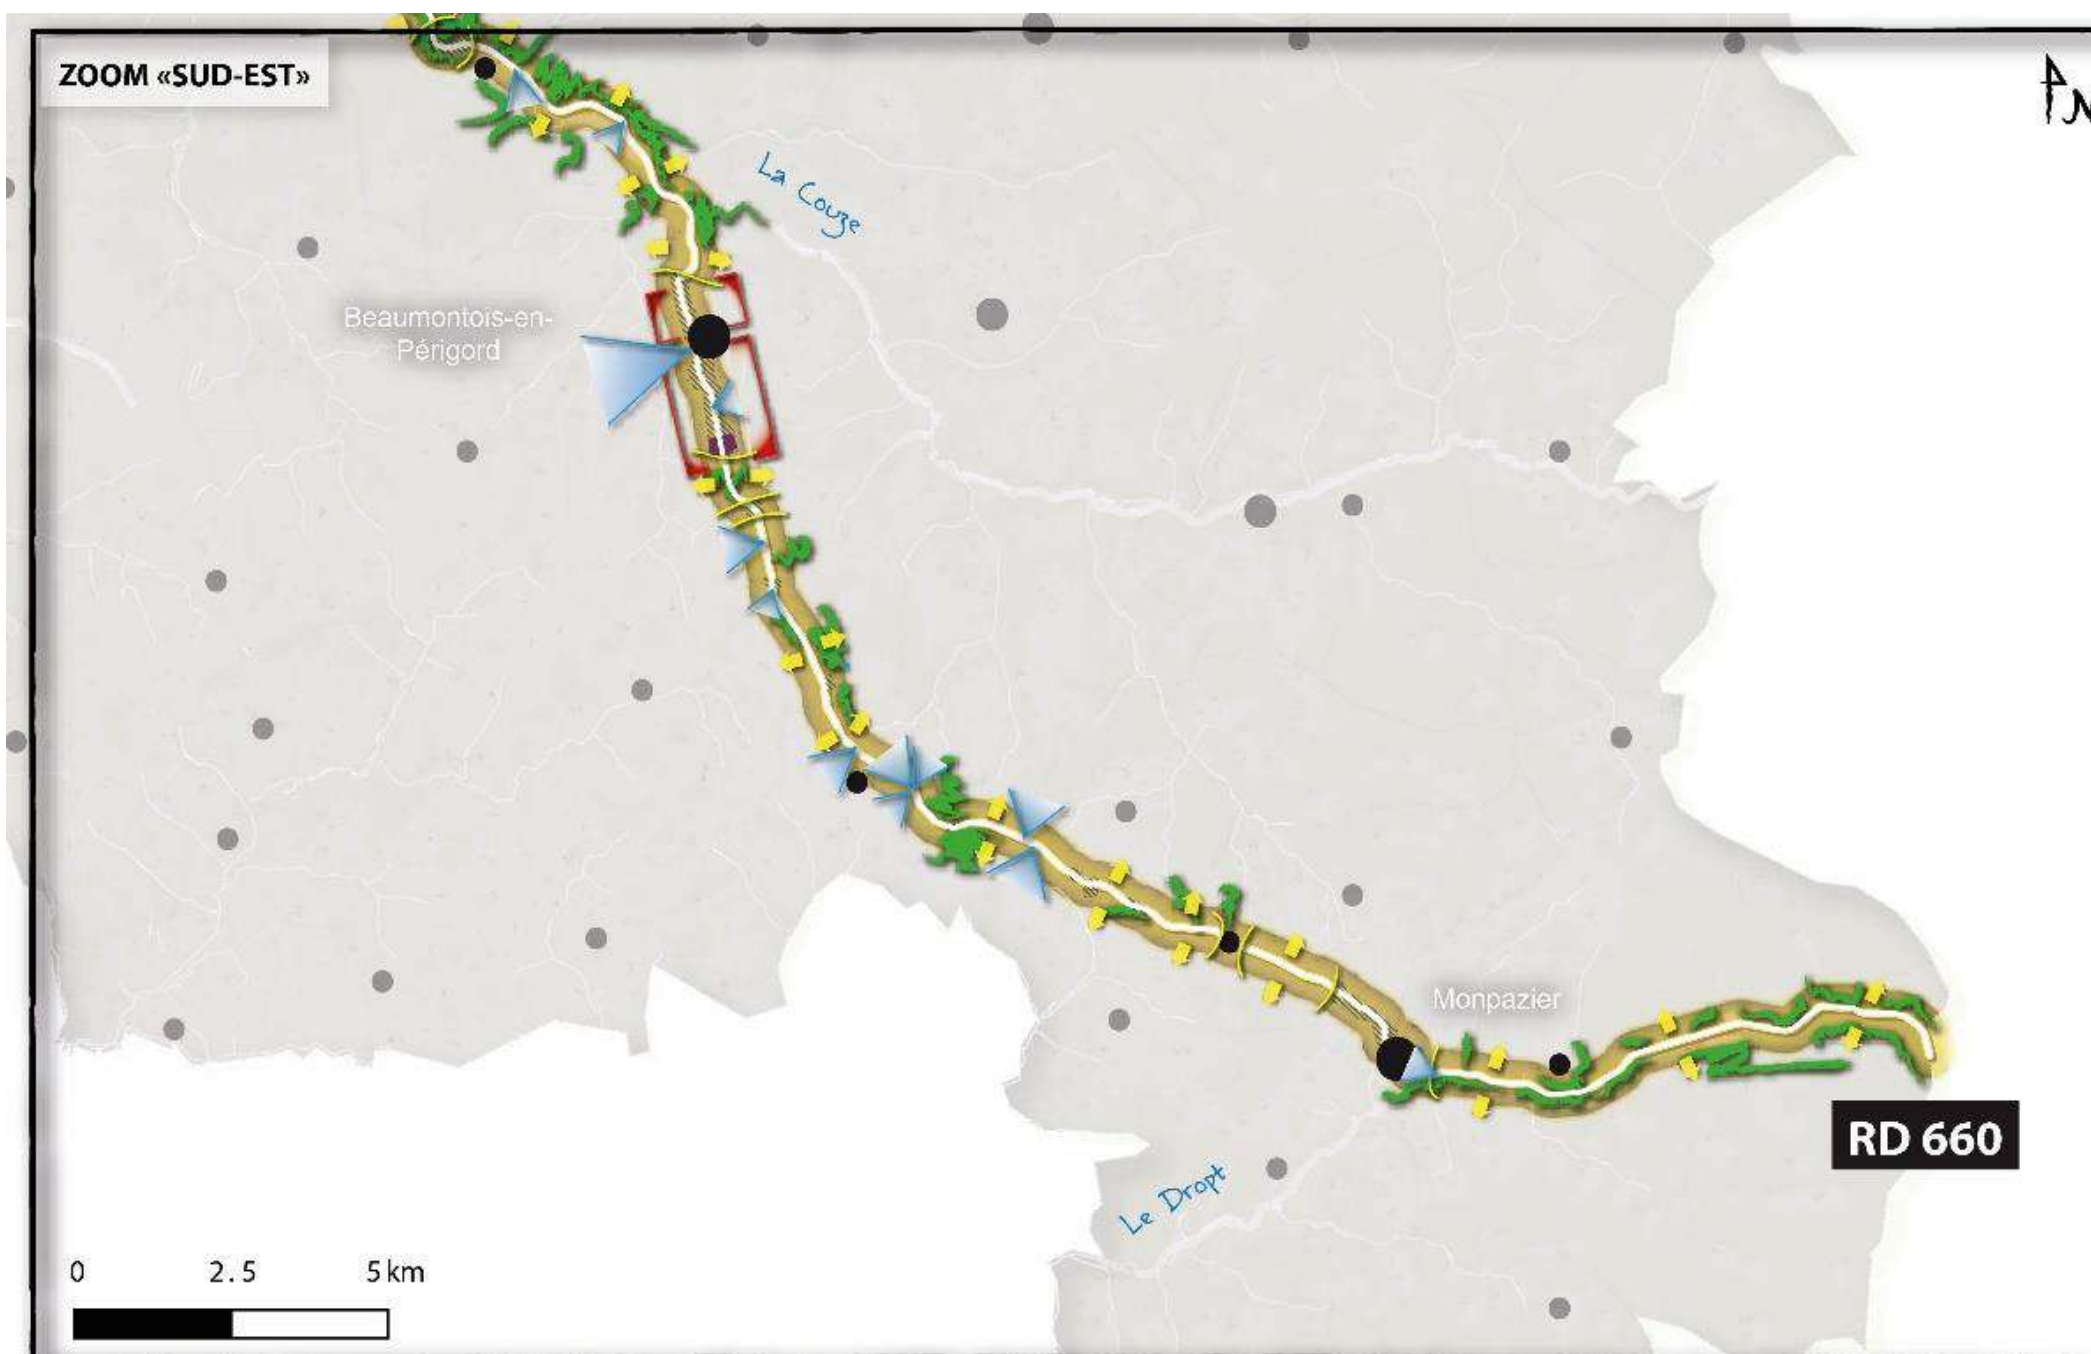 ZOOM «SUD-EST»
N
La Couze
Beaumontois-en-
Périgord
Monpazier
RD 660
Le Dropt
0 2.5 5 km